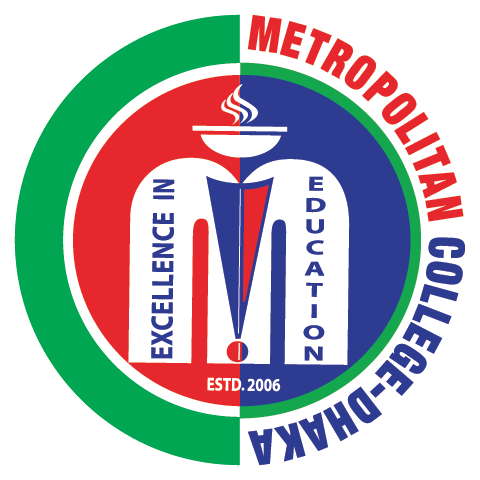 METROPOLITAN COLLEGE-DHAKA
EXCELLENCE IN
EDUCATION
ESTD. 2006